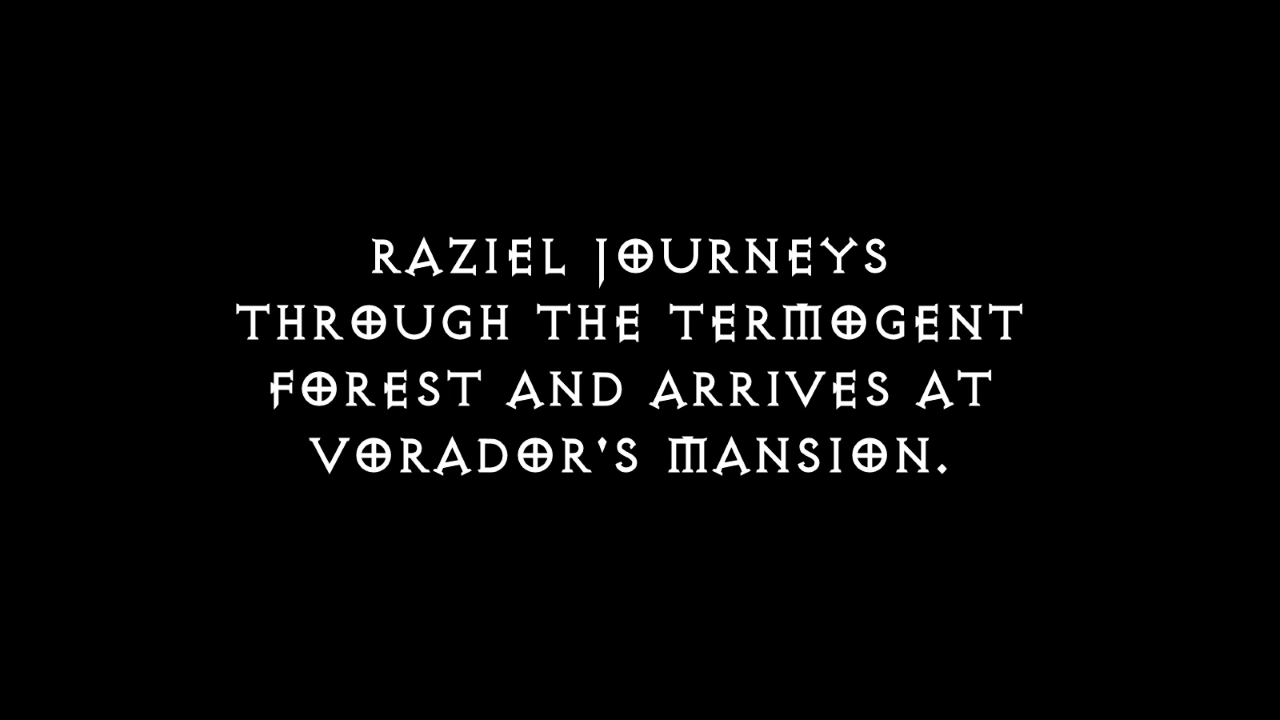 RAZIEL JOURNEYS
THROUGH THE TERMOGENT
FOREST AND ARRIVES AT
VORADOR'S MANSION.